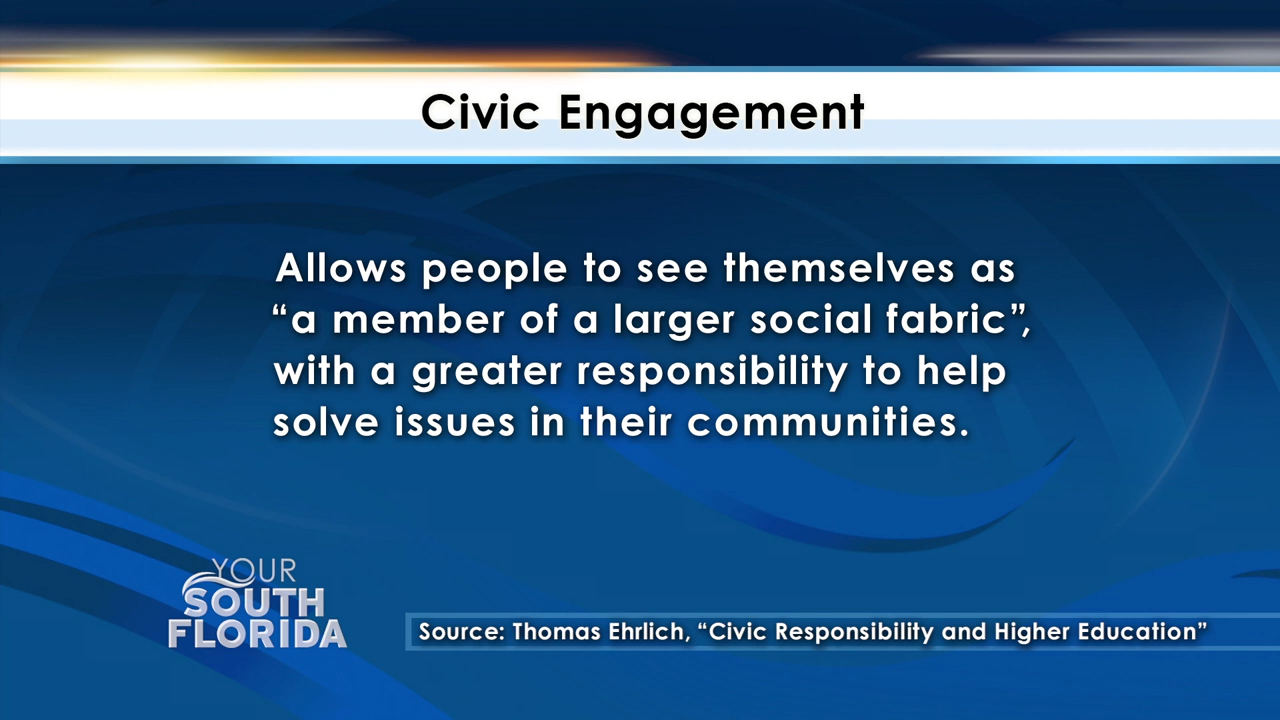 Civic Engagement
Allows people to see themselves as
“a member of a larger social fabric”,
with a greater responsibility to help
solve issues in their communities.
YOUR
SOUTH
FLORIDA
Source: Thomas Ehrlich, “Civic Responsibility and Higher Education”